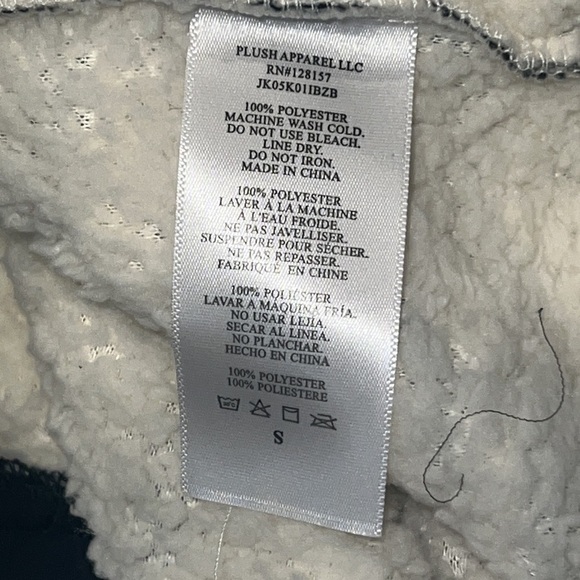 PLUSH APPAREL LLC
RN#128157
JK05K01IBZB
100% POLYESTER
MACHINE WASH COLD.
DO NOT USE BLEACH.
LINE DRY.
DO NOT IRON.
MADE IN CHINA
100% POLYESTER
LAVER À LA MACHINE
À L'EAU FROIDE.
NE PAS JAVELLISER.
SUSPENDRE POUR SÉCHER.
NE PAS REPASSER.
FABRIQUÉ EN CHINE
100% POLIÉSTER
LAVAR A MÁQUINA FRÍA.
NO USAR LEJÍA.
SECAR AL LINEA.
NO PLANCHAR.
HECHO EN CHINA
100% POLYESTER
100% POLIESTERE
S